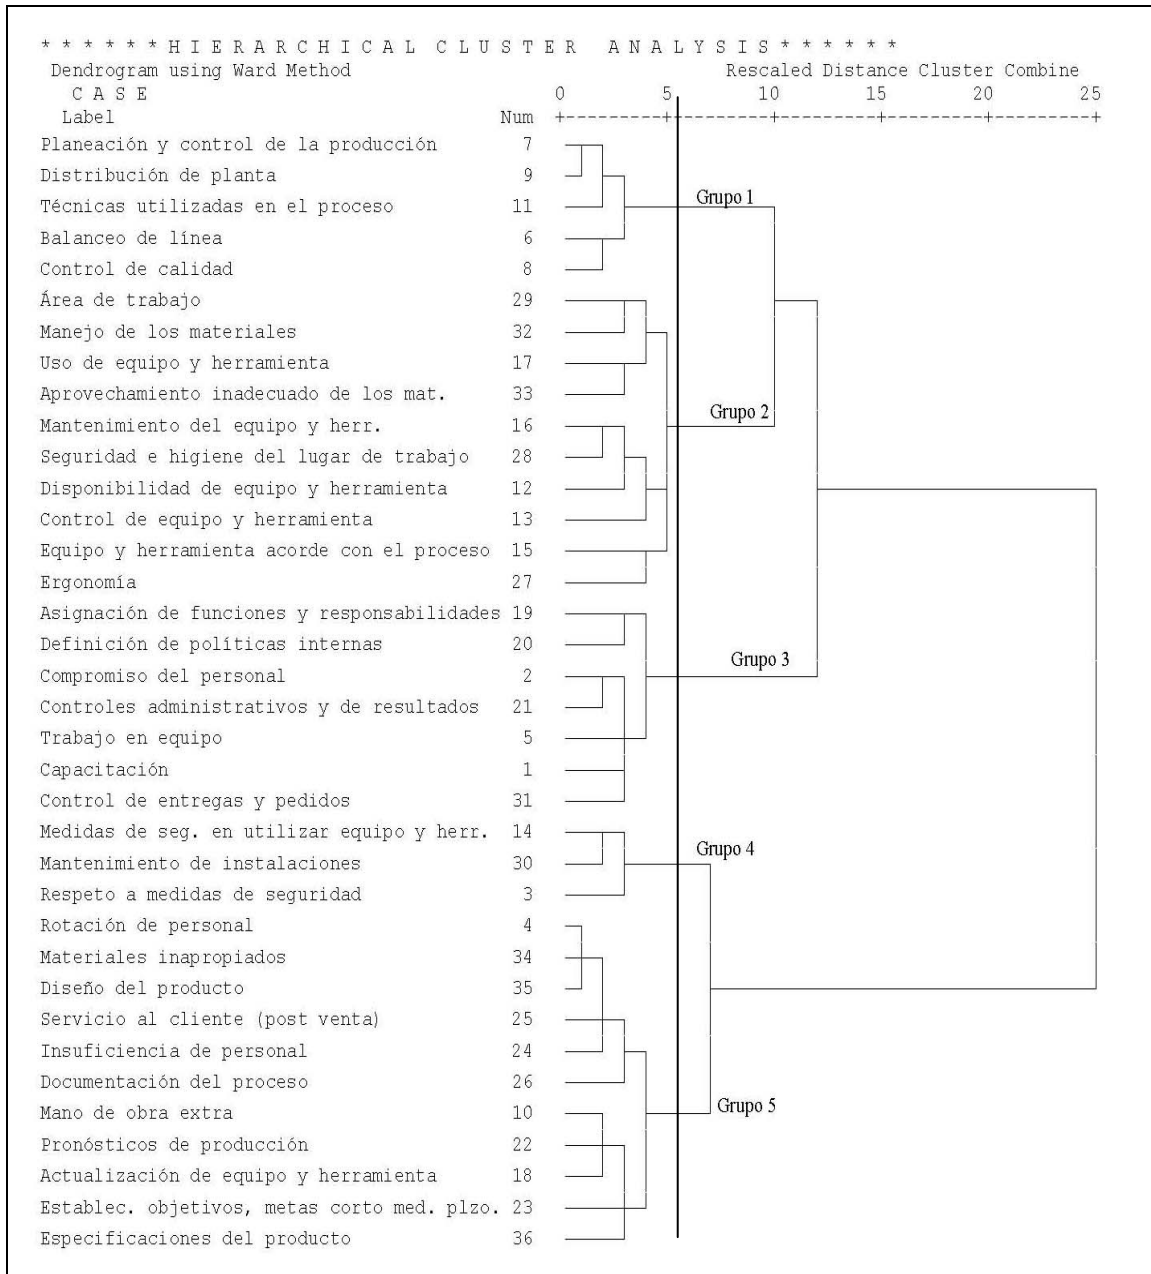 * * * * * * H I E R A R C H I C A L  C L U S T E R  A N A L Y S I S * * * * * *
Dendrogram using Ward Method Rescaled Distance Cluster Combine
C A S E 0 5 10 15 20 25
Label Num +---------+---------+---------+---------+---------+
Planeación y control de la producción 7
Distribución de planta 9
Grupo 1
Técnicas utilizadas en el proceso 11
Balanceo de línea 6
Control de calidad 8
Área de trabajo 29
Manejo de los materiales 32
Uso de equipo y herramienta 17
Aprovechamiento inadecuado de los mat. 33
Grupo 2
Mantenimiento del equipo y herr. 16
Seguridad e higiene del lugar de trabajo 28
Disponibilidad de equipo y herramienta 12
Control de equipo y herramienta 13
Equipo y herramienta acorde con el proceso 15
Ergonomía 27
Asignación de funciones y responsabilidades 19
Definición de políticas internas 20
Grupo 3
Compromiso del personal 2
Controles administrativos y de resultados 21
Trabajo en equipo 5
Capacitación 1
Control de entregas y pedidos 31
Medidas de seg. en utilizar equipo y herr. 14
Grupo 4
Mantenimiento de instalaciones 30
Respeto a medidas de seguridad 3
Rotación de personal 4
Materiales inapropiados 34
Diseño del producto 35
Servicio al cliente (post venta) 25
Insuficiencia de personal 24
Documentación del proceso 26
Grupo 5
Mano de obra extra 10
Pronósticos de producción 22
Actualización de equipo y herramienta 18
Establec. objetivos, metas corto med. plzo. 23
Especificaciones del producto 36